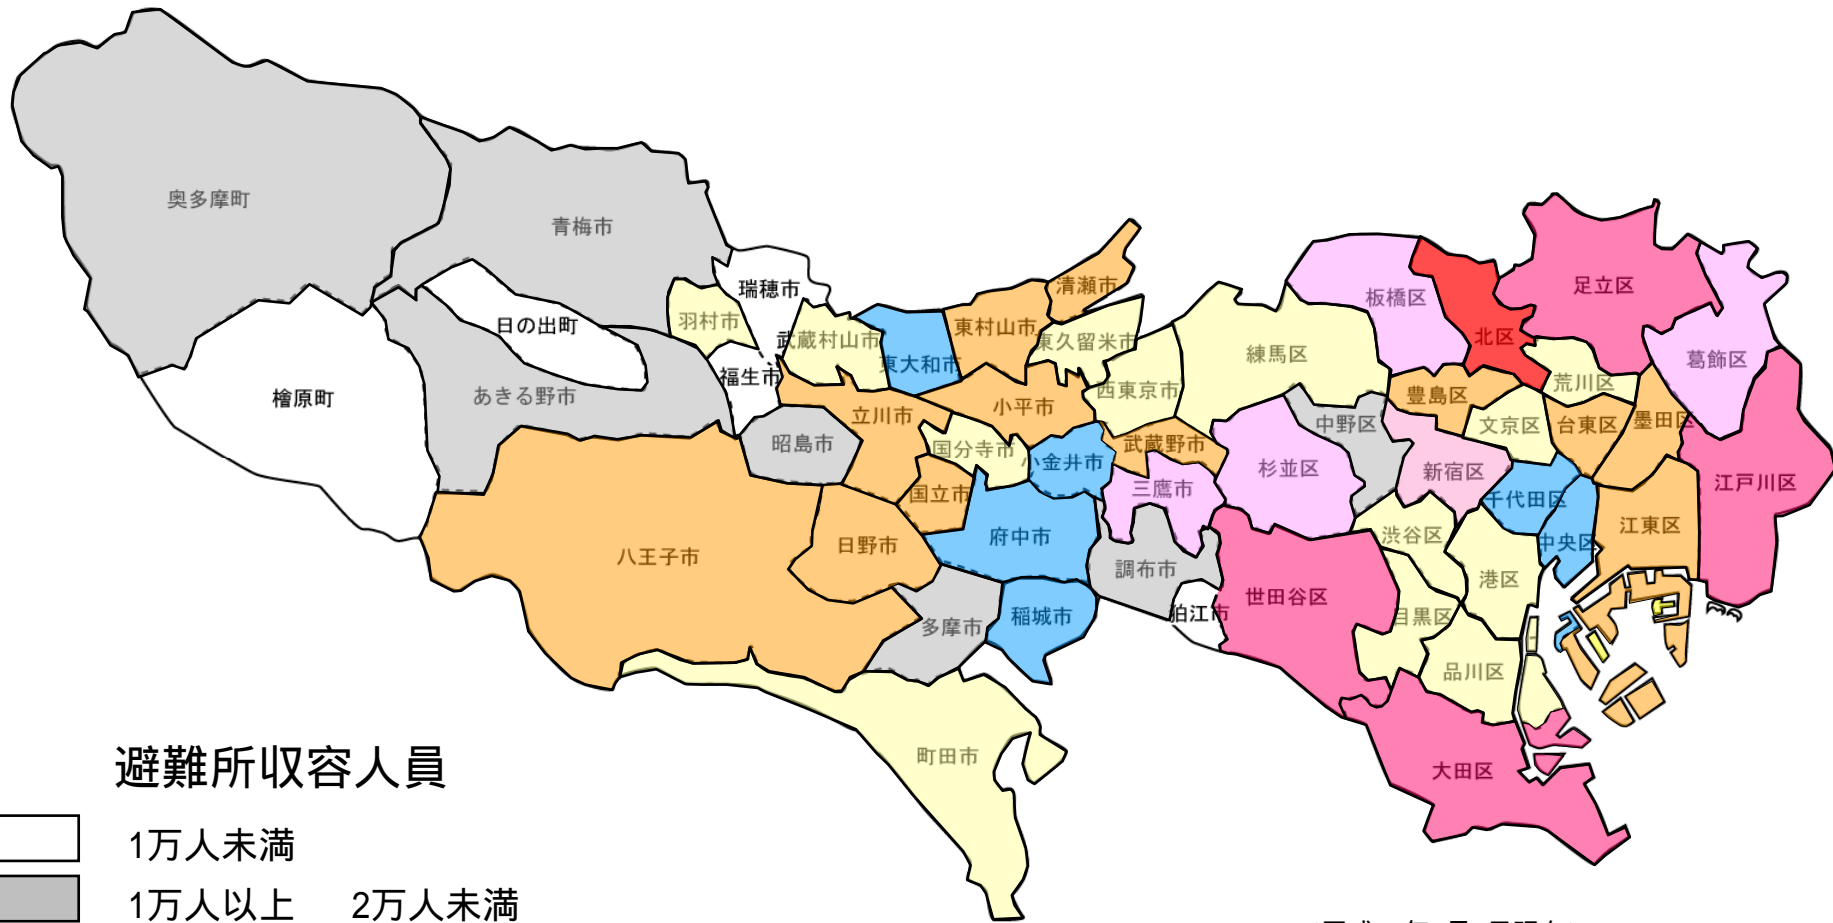 奥多摩町
青梅市
瑞穂市
日の出町
羽村市
武蔵村山市
東大和市
東村山市
清瀬市
東久留米市
檜原町
あきる野市
福生市
昭島市
立川市
小平市
西東京市
練馬区
板橋区
北区
足立区
葛飾区
荒川区
豊島区
文京区
台東区
墨田区
江戸川区
中野区
新宿区
千代田区
中央区
江東区
杉並区
武蔵野市
三鷹市
小金井市
国分寺市
国立市
府中市
八王子市
日野市
多摩市
稲城市
調布市
狛江市
世田谷区
渋谷区
港区
目黒区
品川区
大田区
町田市
避難所収容人員
1万人未満
1万人以上 2万人未満